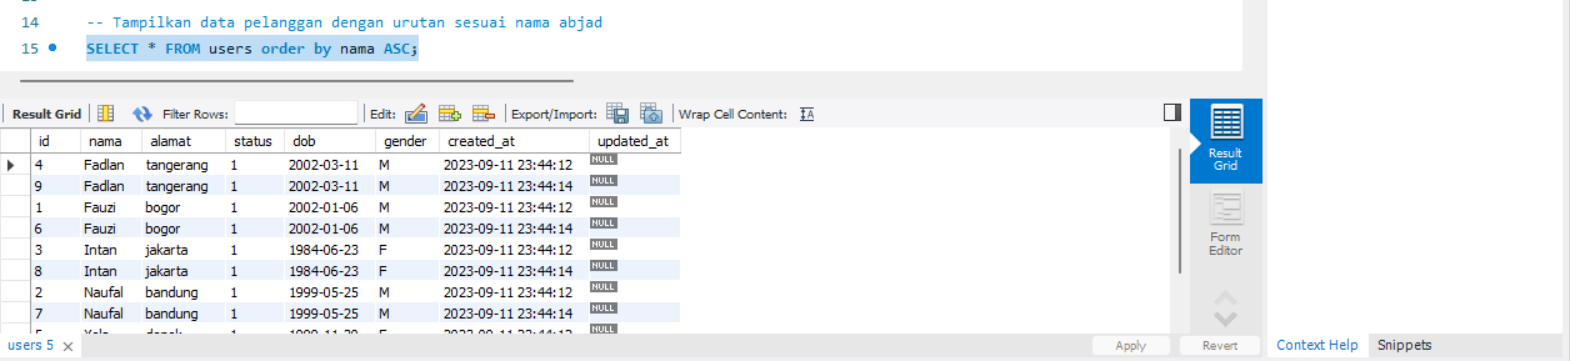 14 -- Tampilkan data pelanggan dengan urutan sesuai nama abjad
15 SELECT * FROM users order by nama ASC;
Result Grid Filter Rows: Edit: Export/Import: Wrap Cell Content:
id nama alamat status dob gender created_at updated_at
4 Fadlan tangerang 1 2002-03-11 M 2023-09-11 23:44:12 NULL
9 Fadlan tangerang 1 2002-03-11 M 2023-09-11 23:44:14 NULL
1 Fauzi bogor 1 2002-01-06 M 2023-09-11 23:44:12 NULL
6 Fauzi bogor 1 2002-01-06 M 2023-09-11 23:44:14 NULL
3 Intan jakarta 1 1984-06-23 F 2023-09-11 23:44:12 NULL
8 Intan jakarta 1 1984-06-23 F 2023-09-11 23:44:14 NULL
2 Naufal bandung 1 1999-05-25 M 2023-09-11 23:44:12 NULL
7 Naufal bandung 1 1999-05-25 M 2023-09-11 23:44:14 NULL
NULL
Result
Grid
Form
Editor
users 5 Apply Revert Context Help Snippets